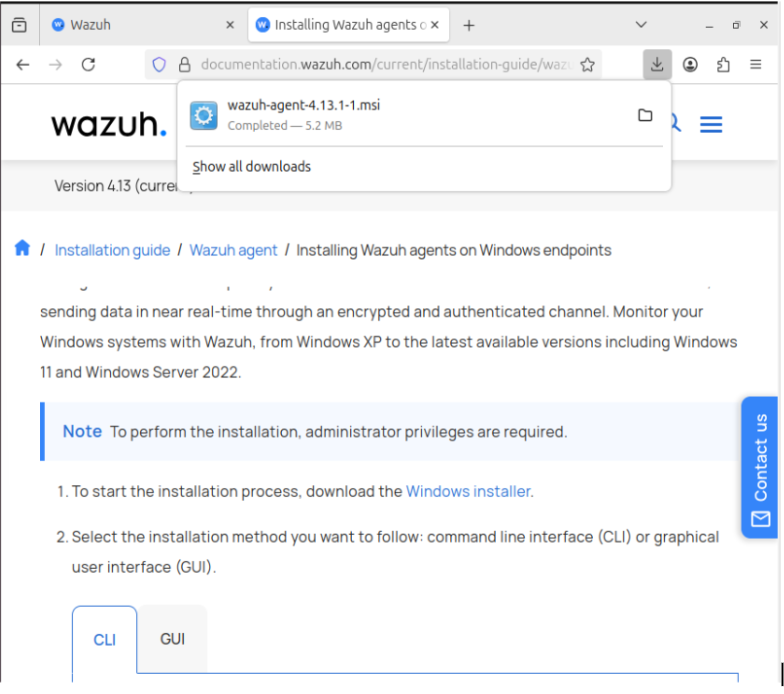 Wazuh
Installing Wazuh agents o
documentation.wazuh.com/current/installation-guide/waz
wazuh-agent-4.13.1-1.msi
Completed — 5.2 MB
Show all downloads
wazuh.
Version 4.13 (curre
/ Installation guide / Wazuh agent / Installing Wazuh agents on Windows endpoints
sending data in near real-time through an encrypted and authenticated channel. Monitor your
Windows systems with Wazuh, from Windows XP to the latest available versions including Windows
11 and Windows Server 2022.
Note To perform the installation, administrator privileges are required.
Contact us
1. To start the installation process, download the Windows installer.
2. Select the installation method you want to follow: command line interface (CLI) or graphical
user interface (GUI).
CLI GUI